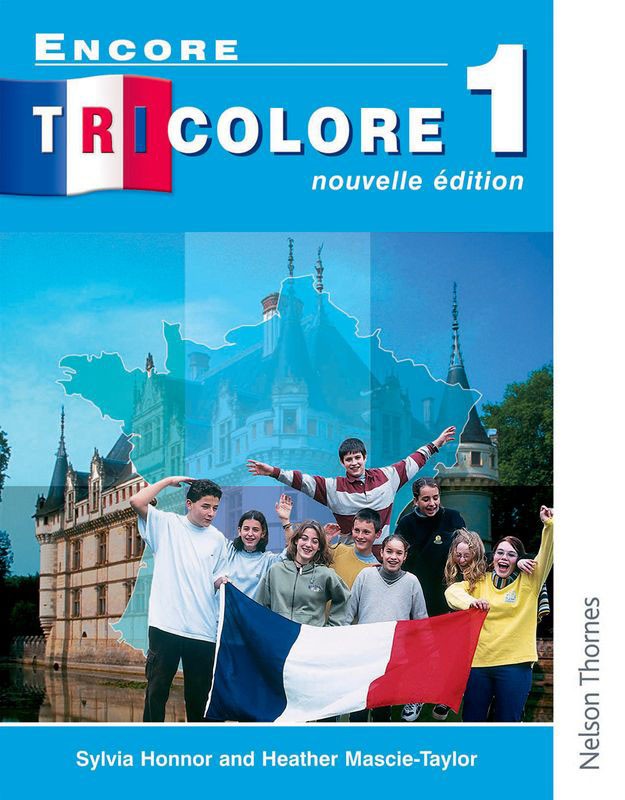 ENCORE
TRICOLORE 1
nouvelle édition
Sylvia Honnor and Heather Mascie-Taylor
Nelson Thornes